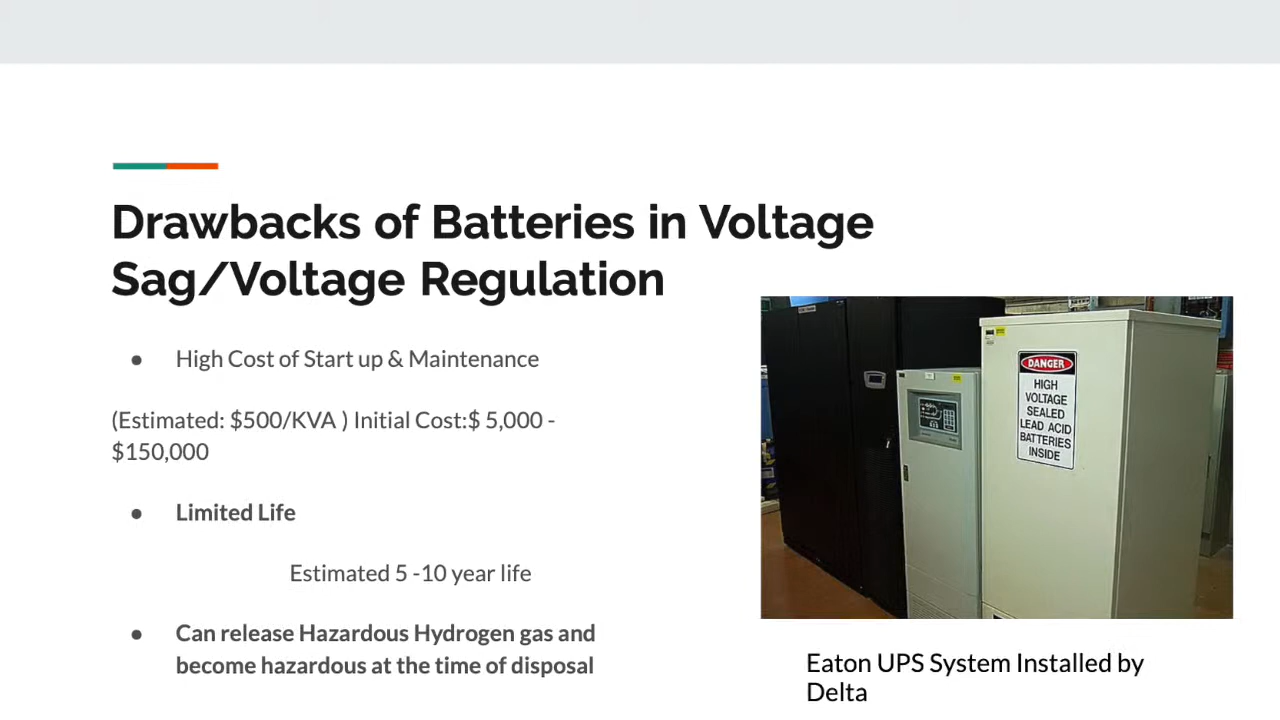 Drawbacks of Batteries in Voltage
Sag/Voltage Regulation
● High Cost of Start up & Maintenance
(Estimated: $500/KVA ) Initial Cost:$ 5,000 -
$150,000
● Limited Life
Estimated 5 -10 year life
● Can release Hazardous Hydrogen gas and
become hazardous at the time of disposal
DANGER
HIGH
VOLTAGE
SEALED
LEAD ACID
BATTERIES
INSIDE
Eaton UPS System Installed by
Delta